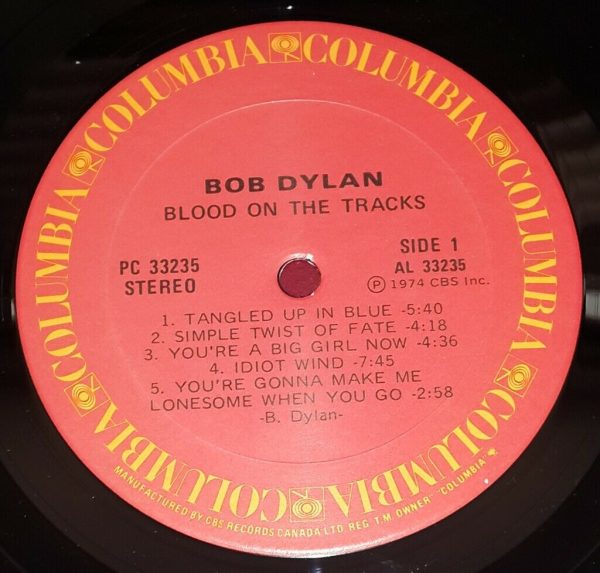 COLUMBIA COLUMBIA COLUMBIA COLUMBIA COLUMBIA COLUMBIA COLUMBIA
BOB DYLAN
BLOOD ON THE TRACKS
PC 33235
STEREO
SIDE 1
AL 33235
Ⓟ 1974 CBS Inc.
1. TANGLED UP IN BLUE -5:40
2. SIMPLE TWIST OF FATE -4:18
3. YOU'RE A BIG GIRL NOW -4:36
4. IDIOT WIND -7:45
5. YOU'RE GONNA MAKE ME
LONESOME WHEN YOU GO -2:58
-B. Dylan-
MANUFACTURED BY CBS RECORDS CANADA LTD. REG. T.M. OWNER "COLUMBIA"